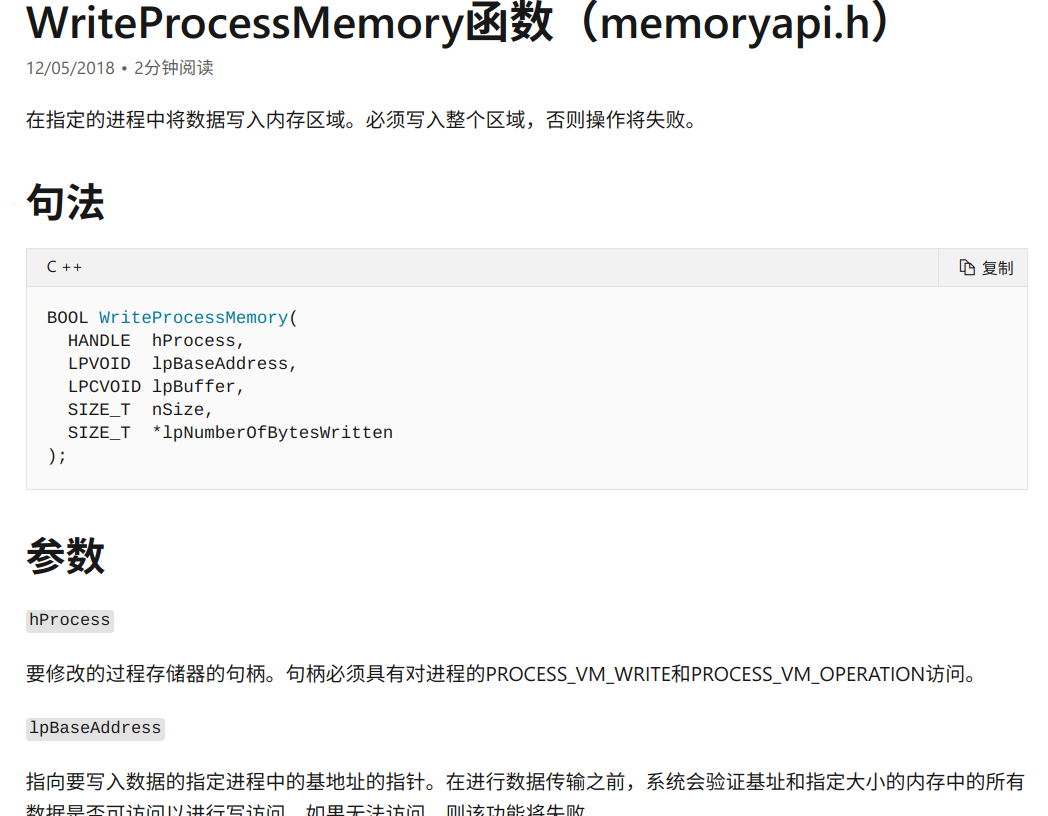 WriteProcessMemory函数（memoryapi.h）
12/05/2018 • 2分钟阅读
在指定的进程中将数据写入内存区域。必须写入整个区域，否则操作将失败。
句法
C ++
复制
BOOL WriteProcessMemory(
  HANDLE  hProcess,
  LPVOID  lpBaseAddress,
  LPCVOID lpBuffer,
  SIZE_T  nSize,
  SIZE_T  *lpNumberOfBytesWritten
);
参数
hProcess
要修改的过程存储器的句柄。句柄必须具有对进程的PROCESS_VM_WRITE和PROCESS_VM_OPERATION访问。
lpBaseAddress
指向要写入数据的指定进程中的基地址的指针。在进行数据传输之前，系统会验证基址和指定大小的内存中的所有
数据是否可访问以进行写访问，如果无法访问，则该功能将失败